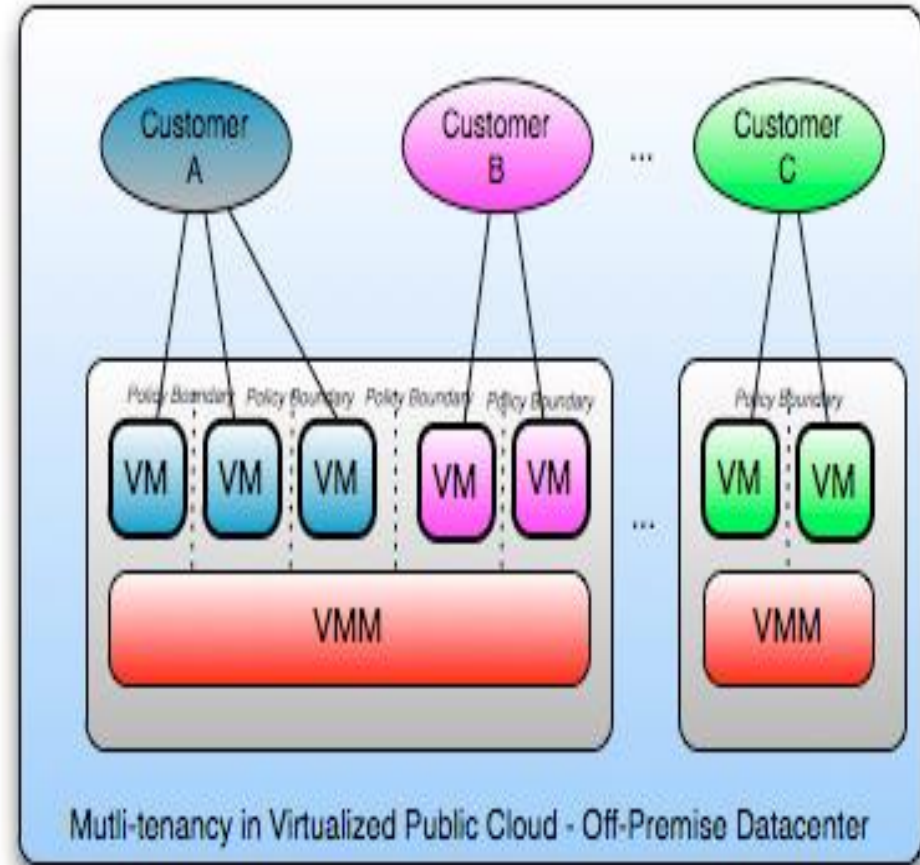 Customer
A
Customer
B
...
Customer
C
Policy Boundary Policy Boundary Policy Boundary Policy Boundary
Policy Boundary
VM
VM
VM
VM
VM
...
VM
VM
VMM
VMM
Mutli-tenancy in Virtualized Public Cloud - Off-Premise Datacenter